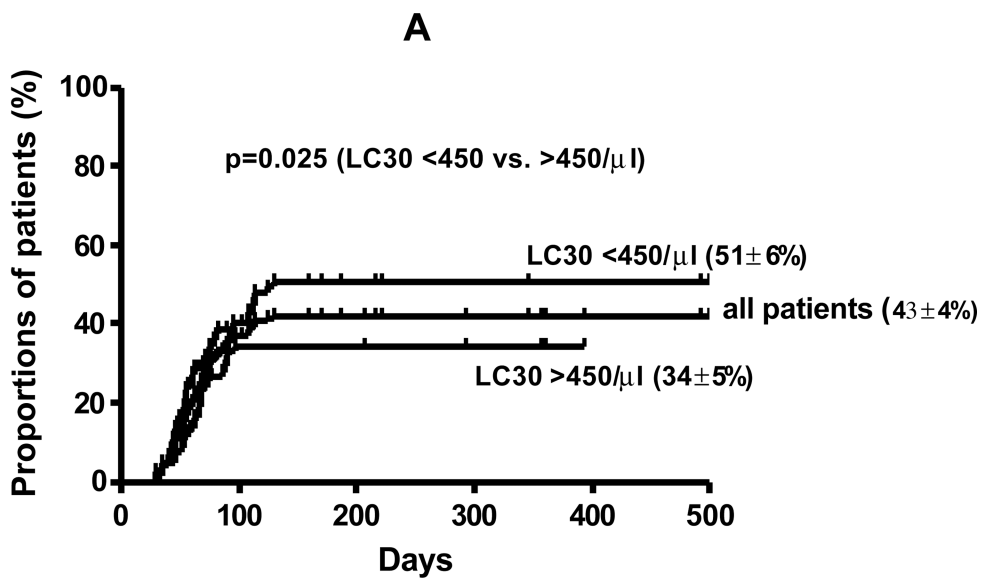 A
Proportions of patients (%)
100
80
60
40
20
0
p=0.025 (LC30 <450 vs. >450/μl)
LC30 <450/μl (51±6%)
all patients (43±4%)
LC30 >450/μl (34±5%)
0 100 200 300 400 500
Days